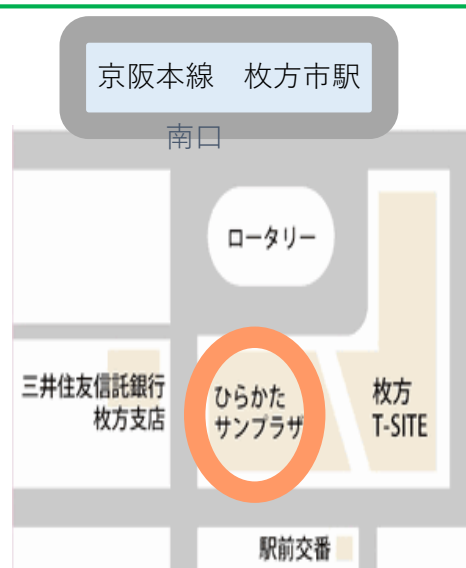 京阪本線　枚方市駅
南口
ロータリー
三井住友信託銀行
枚方支店
ひらかた
サンプラザ
枚方
T-SITE
駅前交番